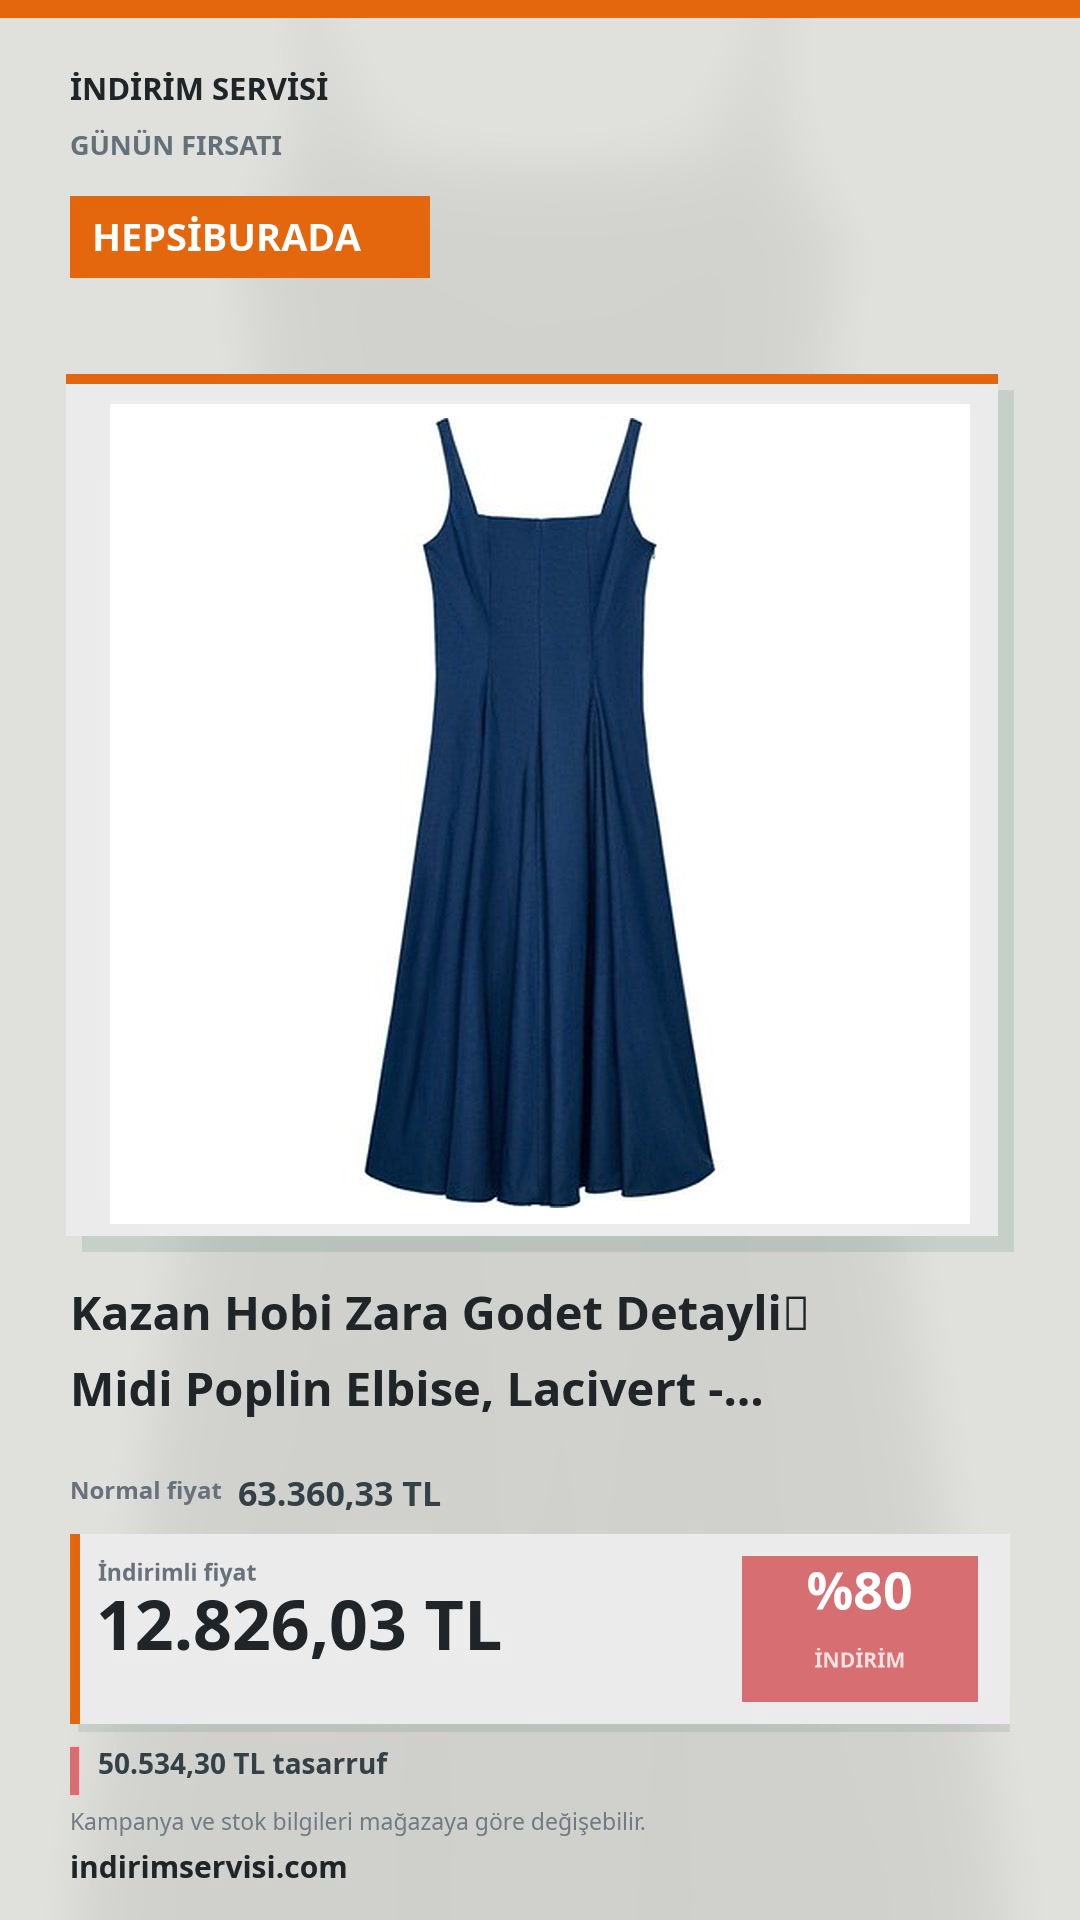 İNDİRİM SERVİSİ
GÜNÜN FIRSATI
HEPSİBURADA
Kazan Hobi Zara Godet Detayli
Midi Poplin Elbise, Lacivert -...
Normal fiyat 63.360,33 TL
İndirimli fiyat
12.826,03 TL
%80
İNDİRİM
50.534,30 TL tasarruf
Kampanya ve stok bilgileri mağazaya göre değişebilir.
indirimservisi.com